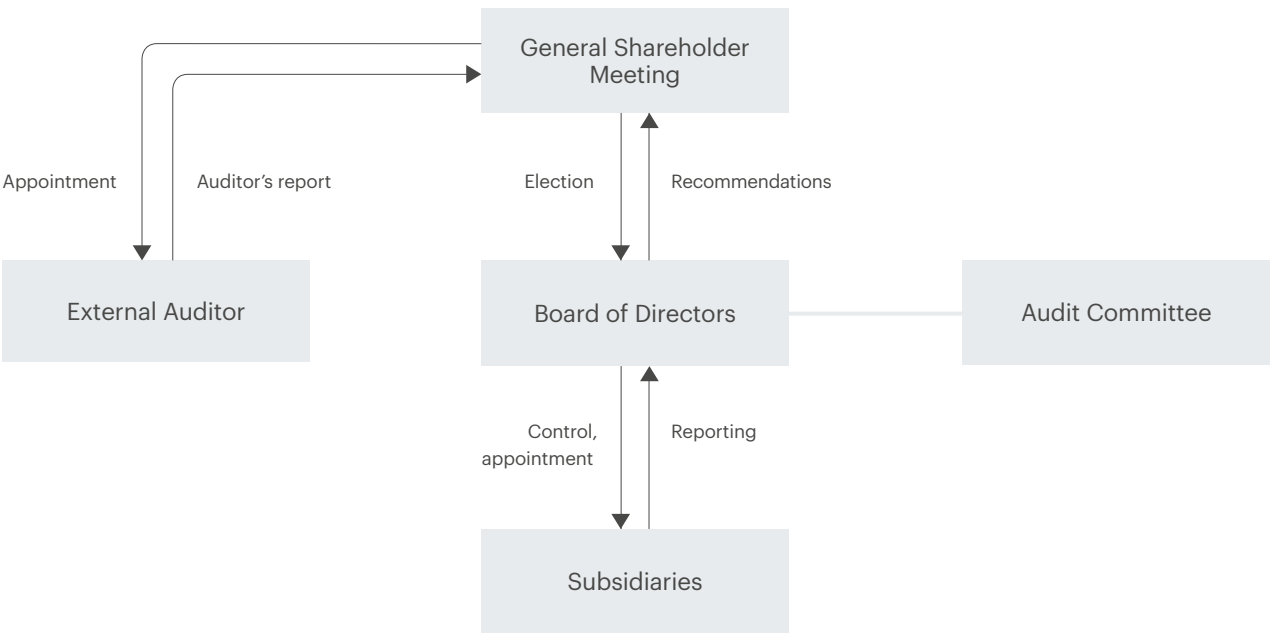 General Shareholder
Meeting
Appointment
Auditor’s report
Election
Recommendations
External Auditor
Board of Directors
Audit Committee
Control,
appointment
Reporting
Subsidiaries